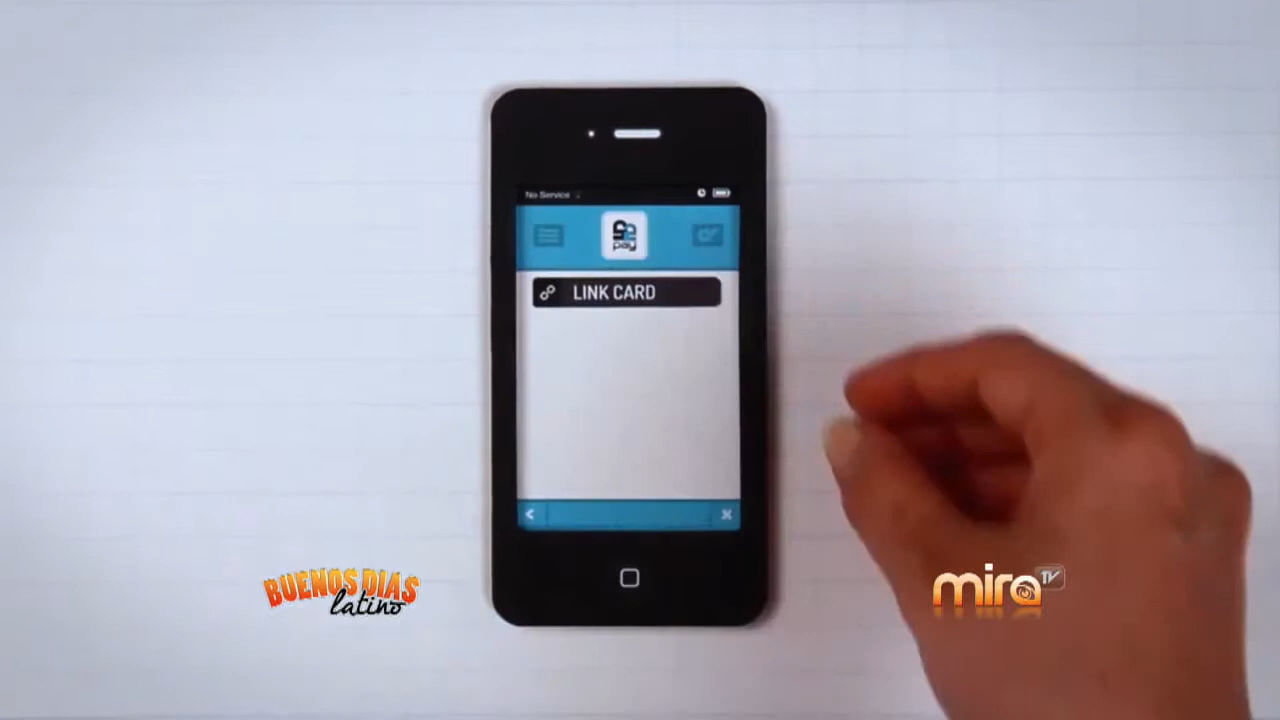 No Service
pay
LINK CARD
BUENOS DIAS
latino
mira
TV